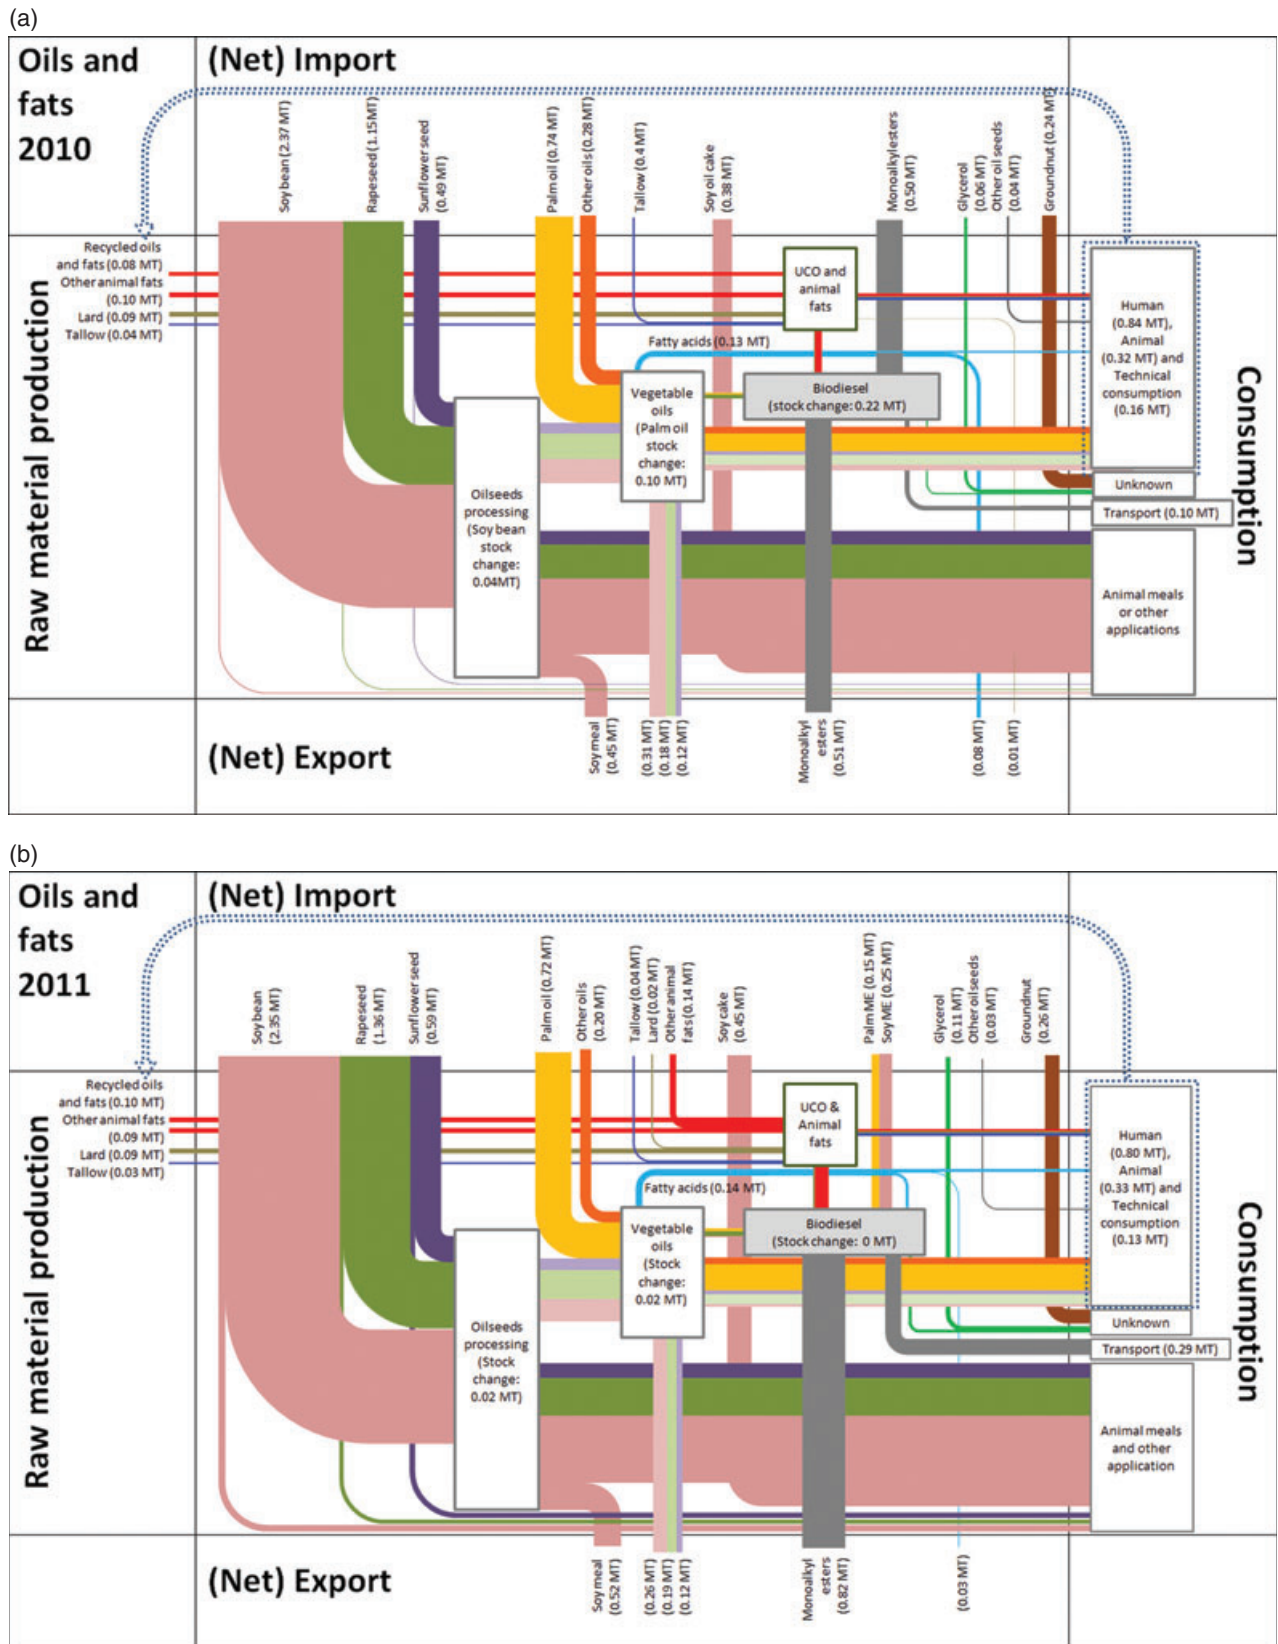 (a)
Oils and
fats
2010
(Net) Import
Soy bean (2.37 MT)
Rapeseed (1.15MT)
Sunflower seed
(0.49 MT)
Palm oil (0.74 MT)
Other oils (0.28 MT)
Tallow (0.4 MT)
Soy oil cake
(0.38 MT)
Monoalkylesters
(0.50 MT)
Glycerol
(0.06 MT)
Other oil seeds
(0.04 MT)
Groundnut (0.24 MT)
Raw material production
Recycled oils
and fats (0.08 MT)
Other animal fats
(0.10 MT)
Lard (0.09 MT)
Tallow (0.04 MT)
UCO and
animal
fats
Fatty acids (0.13 MT)
Vegetable
oils
(Palm oil
stock
change:
0.10 MT)
Biodiesel
(stock change: 0.22 MT)
Oilseeds
processing
(Soy bean
stock
change:
0.04MT)
Human
(0.84 MT),
Animal
(0.32 MT) and
Technical
consumption
(0.16 MT)
Unknown
Transport (0.10 MT)
Animal meals
or other
applications
Consumption
(Net) Export
Soy meal
(0.45 MT)
(0.31 MT)
(0.18 MT)
(0.12 MT)
Monoalkyl
esters
(0.51 MT)
(0.08 MT)
(0.01 MT)
(b)
Oils and
fats
2011
(Net) Import
Soy bean
(2.35 MT)
Rapeseed
(1.36 MT)
Sunflower seed
(0.59 MT)
Palm oil (0.72 MT)
Other oils
(0.20 MT)
Tallow (0.04 MT)
Lard (0.02 MT)
Other animal
fats (0.14 MT)
Soy cake
(0.45 MT)
Palm ME (0.15 MT)
Soy ME (0.25 MT)
Glycerol
(0.11 MT)
Other oil seeds
(0.03 MT)
Groundnut
(0.26 MT)
Raw material production
Recycled oils
and fats (0.10 MT)
Other animal fats
(0.09 MT)
Lard (0.09 MT)
Tallow (0.03 MT)
UCO &
Animal
fats
Fatty acids (0.14 MT)
Vegetable
oils
(Stock
change:
0.02 MT)
Biodiesel
(Stock change: 0 MT)
Oilseeds
processing
(Stock
change:
0.02 MT)
Human
(0.80 MT),
Animal
(0.33 MT) and
Technical
consumption
(0.13 MT)
Unknown
Transport (0.29 MT)
Animal meals
and other
application
Consumption
(Net) Export
Soy meal
(0.52 MT)
(0.26 MT)
(0.19 MT)
(0.12 MT)
Monoalkyl
esters
(0.82 MT)
(0.03 MT)